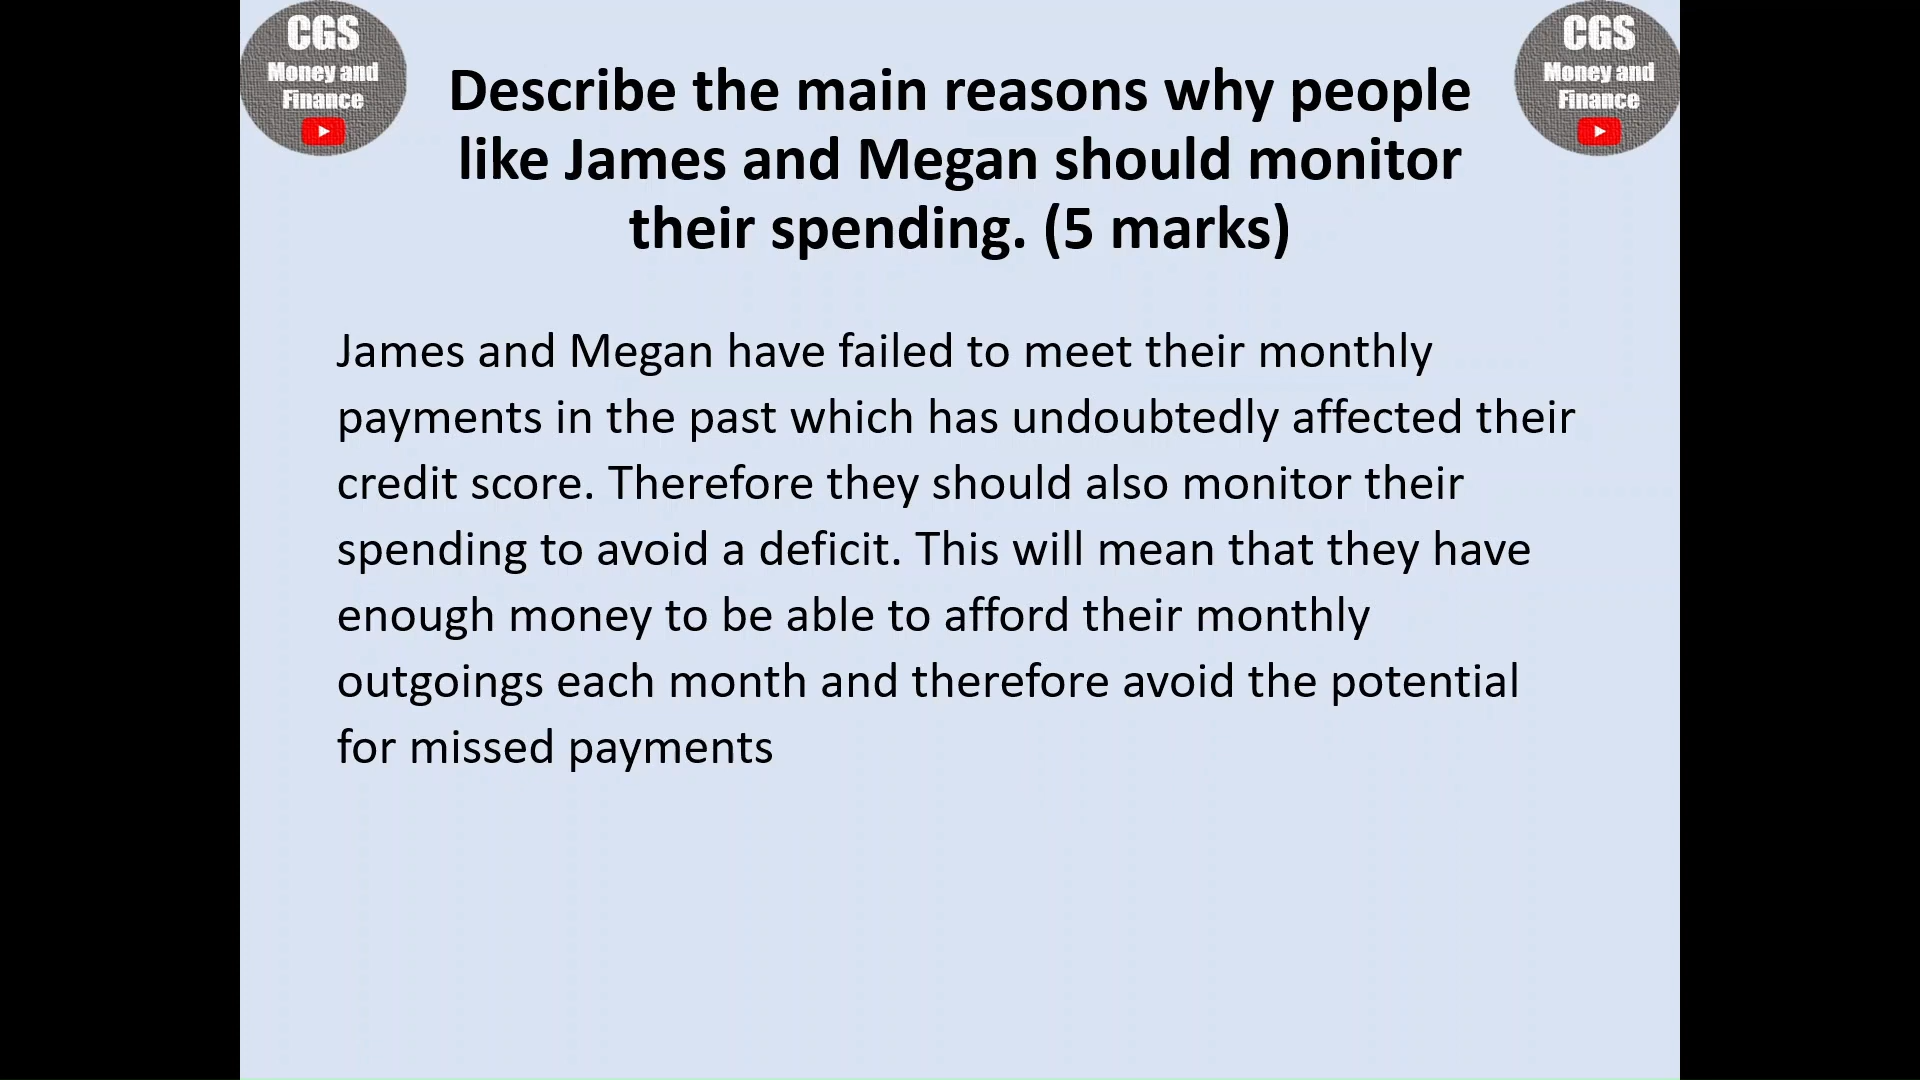 CGS
Money and
Finance
CGS
Money and
Finance
Describe the main reasons why people
like James and Megan should monitor
their spending. (5 marks)
James and Megan have failed to meet their monthly
payments in the past which has undoubtedly affected their
credit score. Therefore they should also monitor their
spending to avoid a deficit. This will mean that they have
enough money to be able to afford their monthly
outgoings each month and therefore avoid the potential
for missed payments